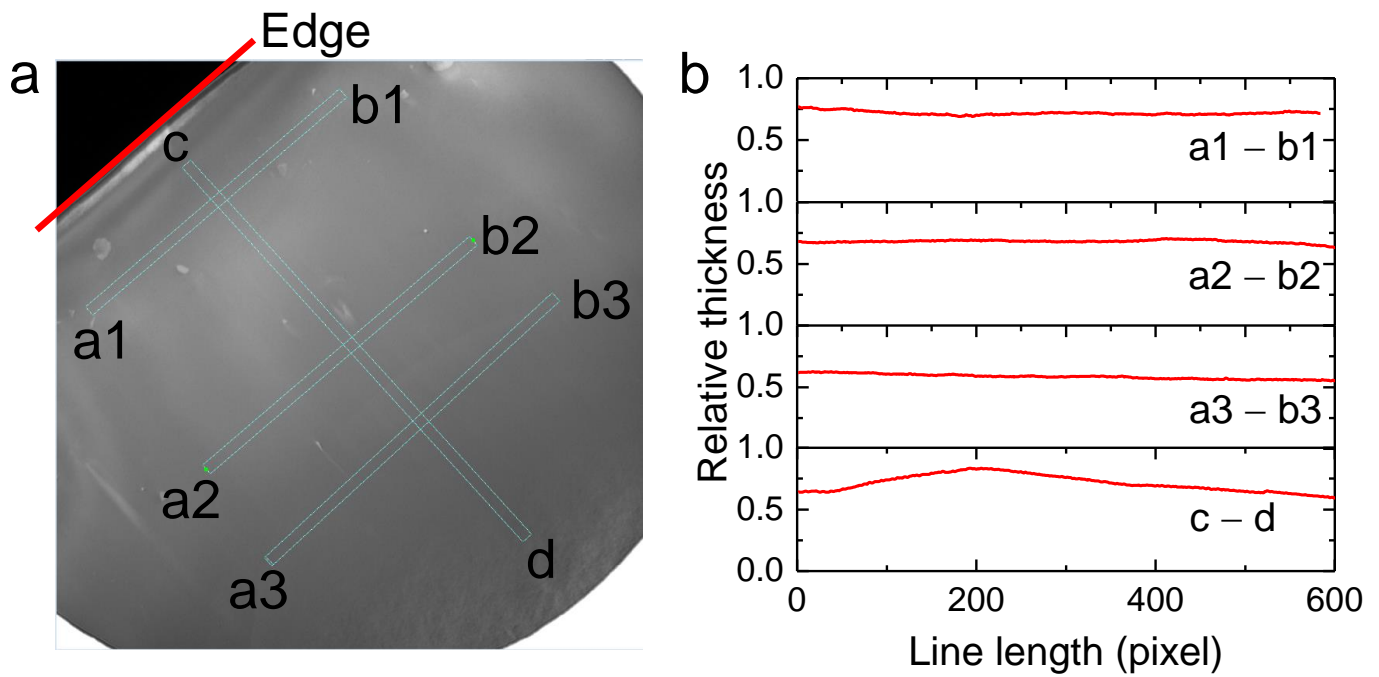 a
Edge
c
b1
b2
b3
a1
a2
a3
d
b
Relative thickness
1.0
0.5
1.0
0.5
1.0
0.5
1.0
0.5
0.0
a1 – b1
a2 – b2
a3 – b3
c – d
0 200 400 600
Line length (pixel)